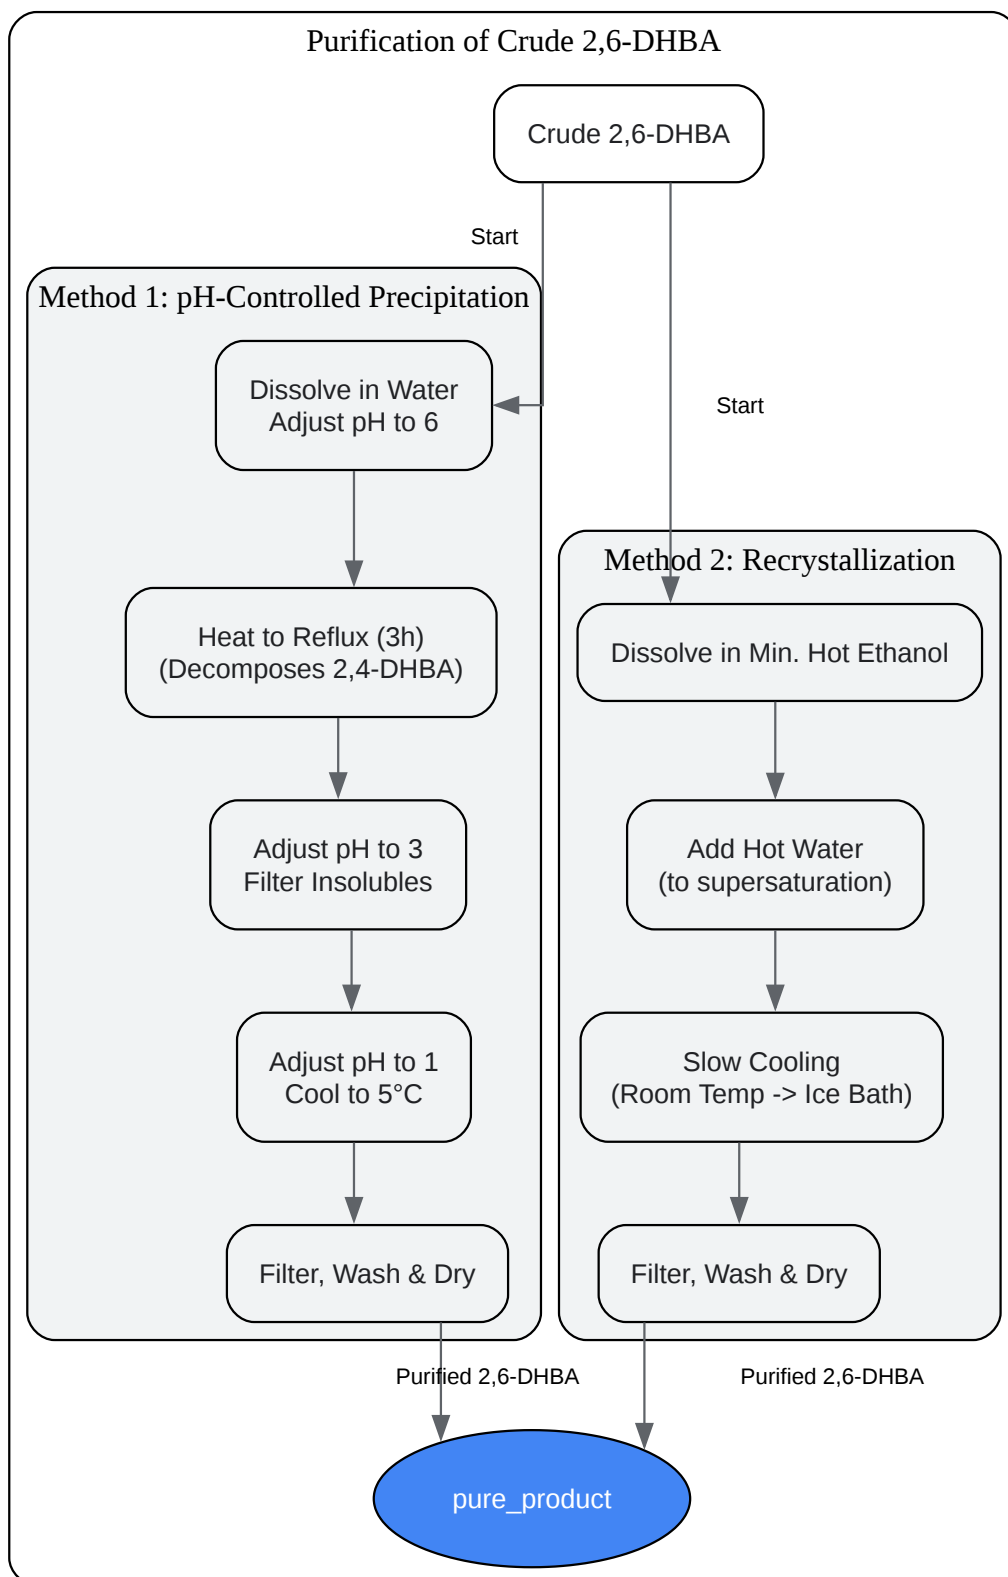 Purification of Crude 2,6-DHBA
Crude 2,6-DHBA
Start
Method 1: pH-Controlled Precipitation
Dissolve in Water
Adjust pH to 6
Heat to Reflux (3h)
(Decomposes 2,4-DHBA)
Adjust pH to 3
Filter Insolubles
Adjust pH to 1
Cool to 5°C
Filter, Wash & Dry
Purified 2,6-DHBA
Start
Method 2: Recrystallization
Dissolve in Min. Hot Ethanol
Add Hot Water
(to supersaturation)
Slow Cooling
(Room Temp -> Ice Bath)
Filter, Wash & Dry
Purified 2,6-DHBA
pure_product